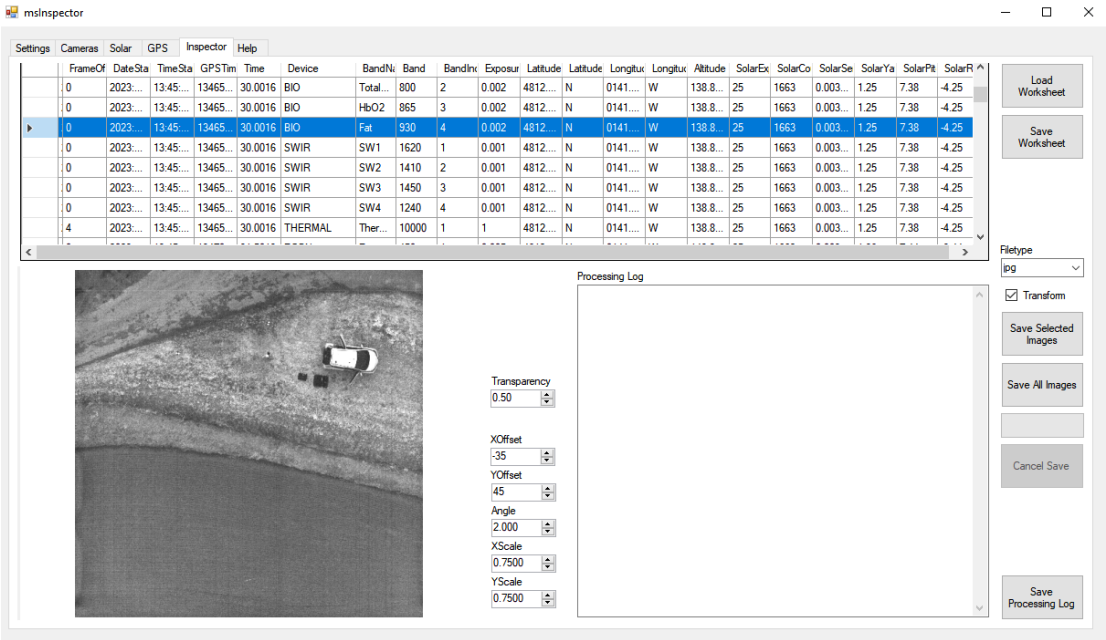 msInspector
Settings Cameras Solar GPS Inspector Help
FrameOf DateSta TimeSta GPSTim Time Device BandNa Band BandInc Exposur Latitude Latitude Longituc Longituc Altitude SolarEx SolarCo SolarSe SolarYa SolarPit SolarR
0 2023:... 13:45:... 13465... 30.0016 BIO Total... 800 2 0.002 4812.... N 0141.... W 138.8... 25 1663 0.003... 1.25 7.38 -4.25
0 2023:... 13:45:... 13465... 30.0016 BIO HbO2 865 3 0.002 4812.... N 0141.... W 138.8... 25 1663 0.003... 1.25 7.38 -4.25
0 2023:... 13:45:... 13465... 30.0016 BIO Fat 930 4 0.002 4812.... N 0141.... W 138.8... 25 1663 0.003... 1.25 7.38 -4.25
0 2023:... 13:45:... 13465... 30.0016 SWIR SW1 1620 1 0.001 4812.... N 0141.... W 138.8... 25 1663 0.003... 1.25 7.38 -4.25
0 2023:... 13:45:... 13465... 30.0016 SWIR SW2 1410 2 0.001 4812.... N 0141.... W 138.8... 25 1663 0.003... 1.25 7.38 -4.25
0 2023:... 13:45:... 13465... 30.0016 SWIR SW3 1450 3 0.001 4812.... N 0141.... W 138.8... 25 1663 0.003... 1.25 7.38 -4.25
0 2023:... 13:45:... 13465... 30.0016 SWIR SW4 1240 4 0.001 4812.... N 0141.... W 138.8... 25 1663 0.003... 1.25 7.38 -4.25
4 2023:... 13:45:... 13465... 30.0016 THERMAL Ther... 10000 1 1 4812.... N 0141.... W 138.8... 25 1663 0.003... 1.25 7.38 -4.25
Load
Worksheet
Save
Worksheet
Filetype
jpg
Transform
Save Selected
Images
Save All Images
Cancel Save
Save
Processing Log
Processing Log
Transparency
0.50
XOffset
-35
YOffset
45
Angle
2.000
XScale
0.7500
YScale
0.7500